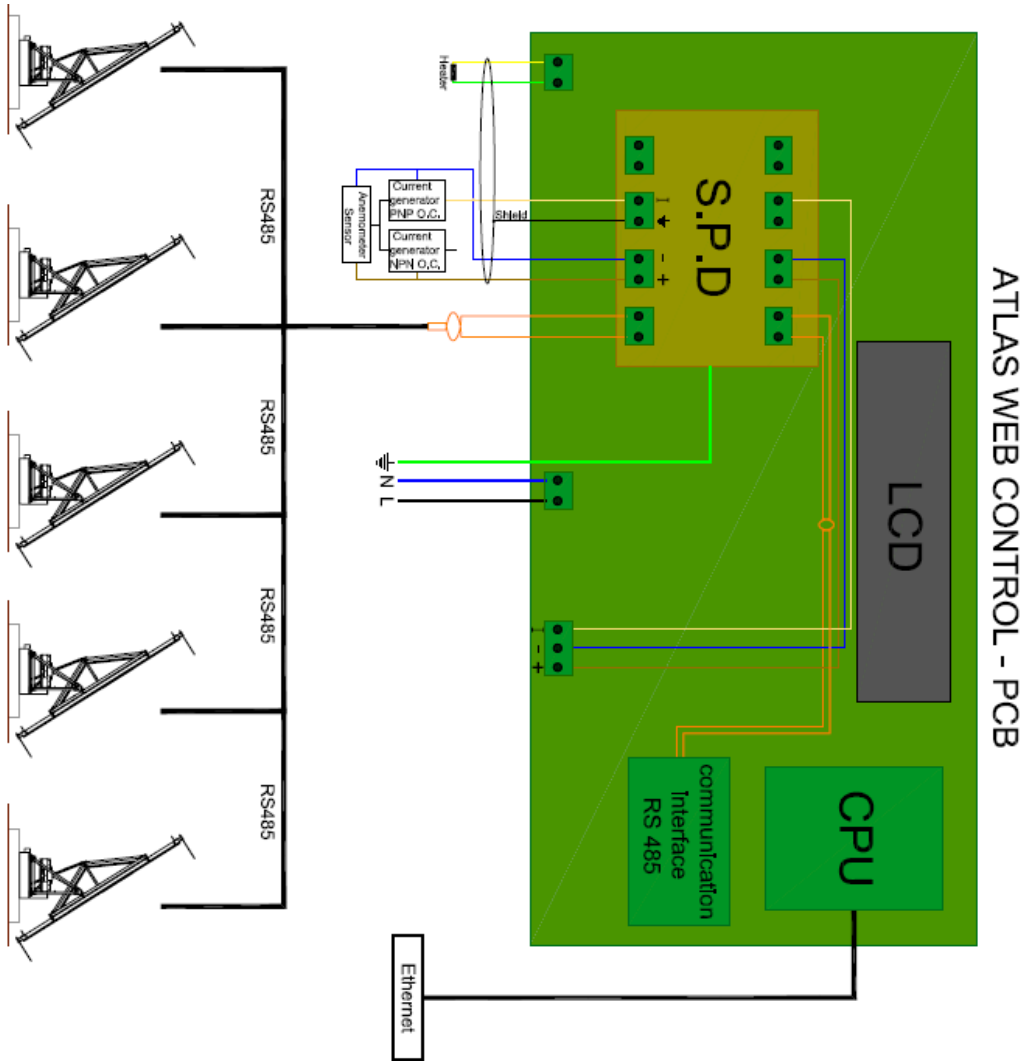 ATLAS WEB CONTROL - PCB
LCD
CPU
communication
Interface
RS 485
S.P.D
I
- +
I
- +
Heater
Shield
Current
generator
PNP O.C.
Current
generator
NPN O.C.
Anemometer
Sensor
N
L
RS485
RS485
RS485
RS485
Ethernet